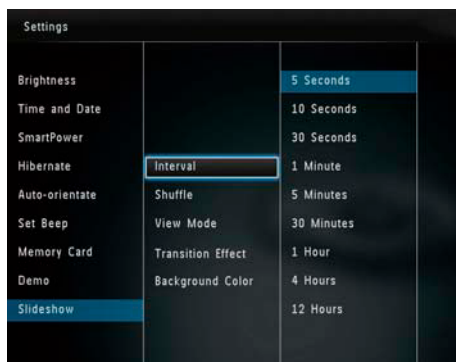 Settings
Brightness
Time and Date
SmartPower
Hibernate
Auto-orientate
Set Beep
Memory Card
Demo
Slideshow
Interval
Shuffle
View Mode
Transition Effect
Background Color
5 Seconds
10 Seconds
30 Seconds
1 Minute
5 Minutes
30 Minutes
1 Hour
4 Hours
12 Hours